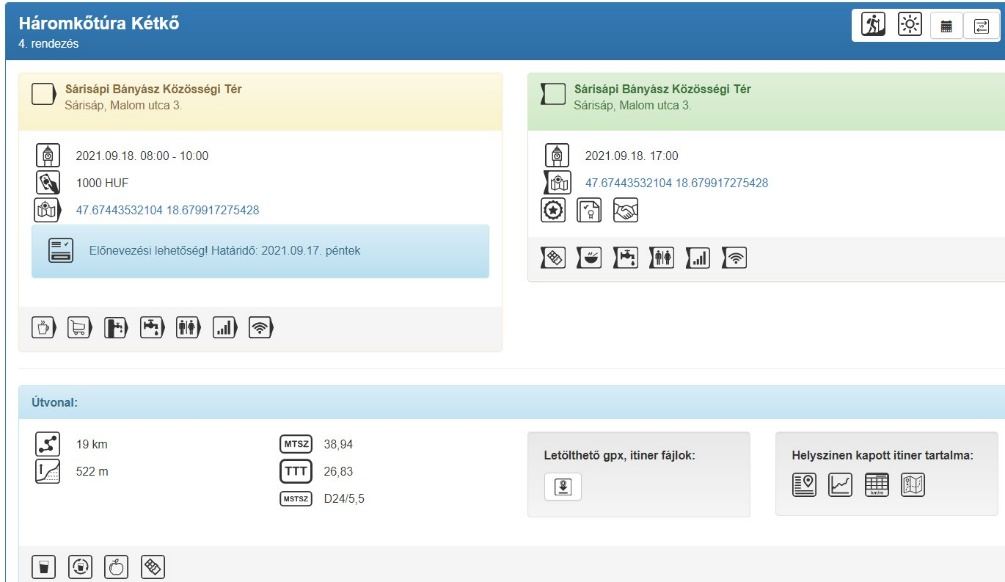 Háromkőtúra Kétkő
4. rendezés
Sárisápi Bányász Közösségi Tér
Sárisáp, Malom utca 3.
2021.09.18. 08:00 - 10:00
1000 HUF
47.67443532104 18.679917275428
Előnevezési lehetőség! Határidő: 2021.09.17. péntek
Sárisápi Bányász Közösségi Tér
Sárisáp, Malom utca 3.
2021.09.18. 17:00
47.67443532104 18.679917275428
Útvonal:
19 km
522 m
MTSZ 38,94
TTT 26,83
MSTSZ D24/5,5
Letölthető gpx, itiner fájlok:
Helyszinen kapott itiner tartalma: